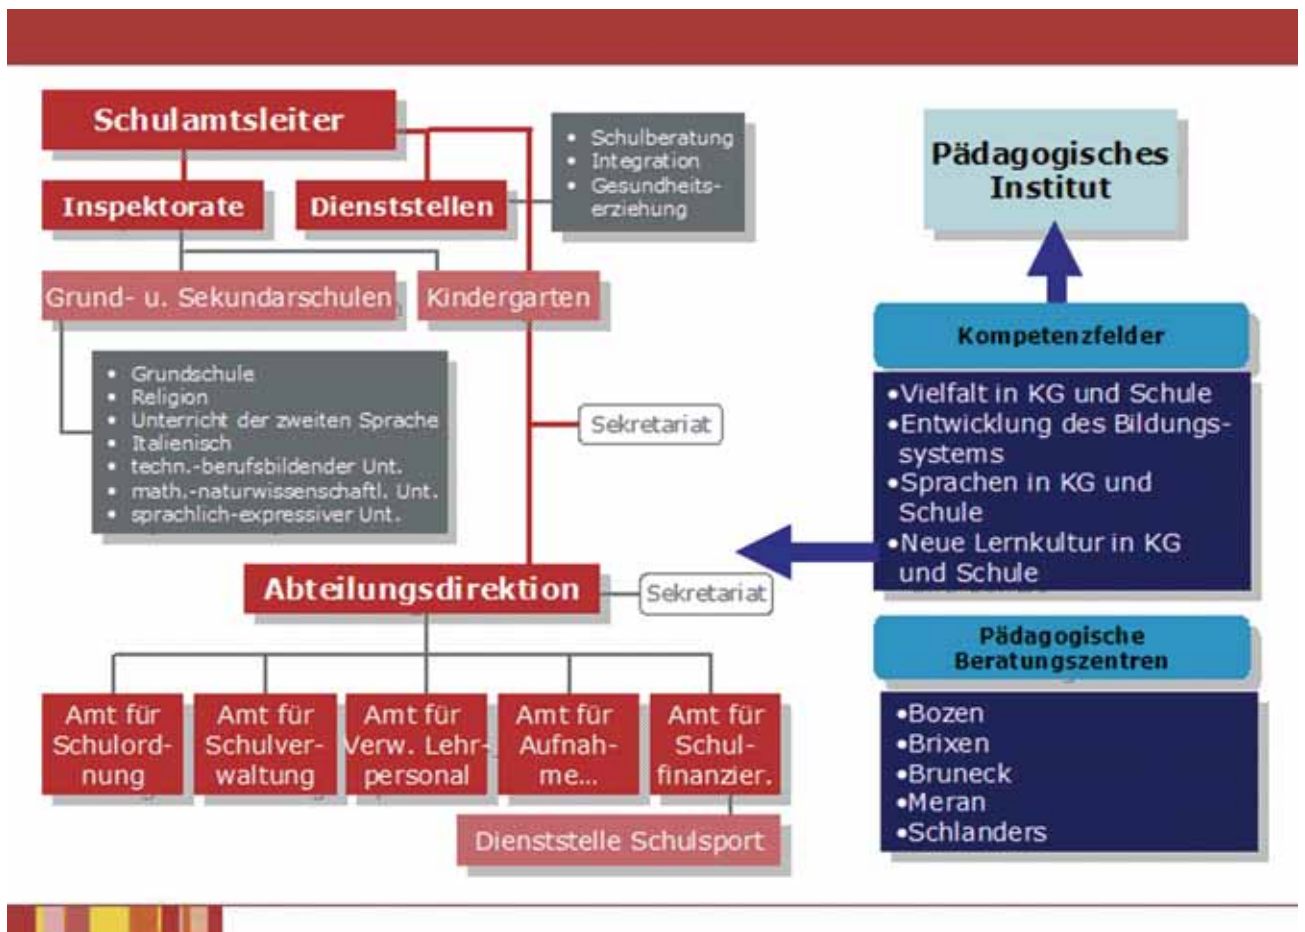 Schulamtsleiter
Inspektorate
Dienststellen
• Schulberatung
• Integration
• Gesundheits-
erziehung
Grund- u. Sekundarschulen
Kindergarten
• Grundschule
• Religion
• Unterricht der zweiten Sprache
• Italienisch
• techn.-berufsbildender Unt.
• math.-naturwissenschaftl. Unt.
• sprachlich-expressiver Unt.
Sekretariat
Abteilungsdirektion
Sekretariat
Amt für
Schulord-
nung
Amt für
Schulver-
waltung
Amt für
Verw. Lehr-
personal
Amt für
Aufnah-
me...
Amt für
Schul-
finanzier.
Dienststelle Schulsport
Pädagogisches
Institut
Kompetenzfelder
•Vielfalt in KG und Schule
•Entwicklung des Bildungs-
systems
•Sprachen in KG und
Schule
•Neue Lernkultur in KG
und Schule
Pädagogische
Beratungszentren
•Bozen
•Brixen
•Bruneck
•Meran
•Schlanders